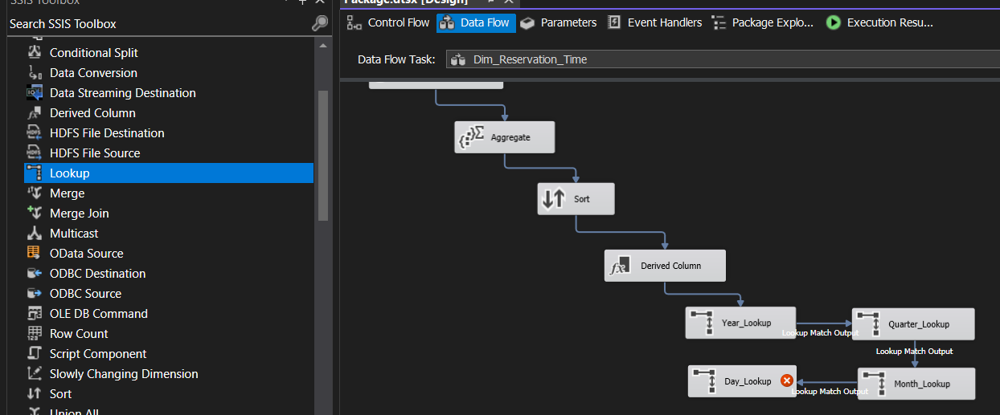 SSIS Toolbox
Package.dtsx [Design]
Search SSIS Toolbox
Control Flow
Data Flow
Parameters
Event Handlers
Package Explo...
Execution Resu...
Data Flow Task:
Dim_Reservation_Time
Conditional Split
Data Conversion
Data Streaming Destination
Derived Column
HDFS File Destination
HDFS File Source
Lookup
Merge
Merge Join
Multicast
OData Source
ODBC Destination
ODBC Source
OLE DB Command
Row Count
Script Component
Slowly Changing Dimension
Sort
Union All
Aggregate
Sort
Derived Column
Year_Lookup
Lookup Match Output
Quarter_Lookup
Lookup Match Output
Day_Lookup
Lookup Match Output
Month_Lookup